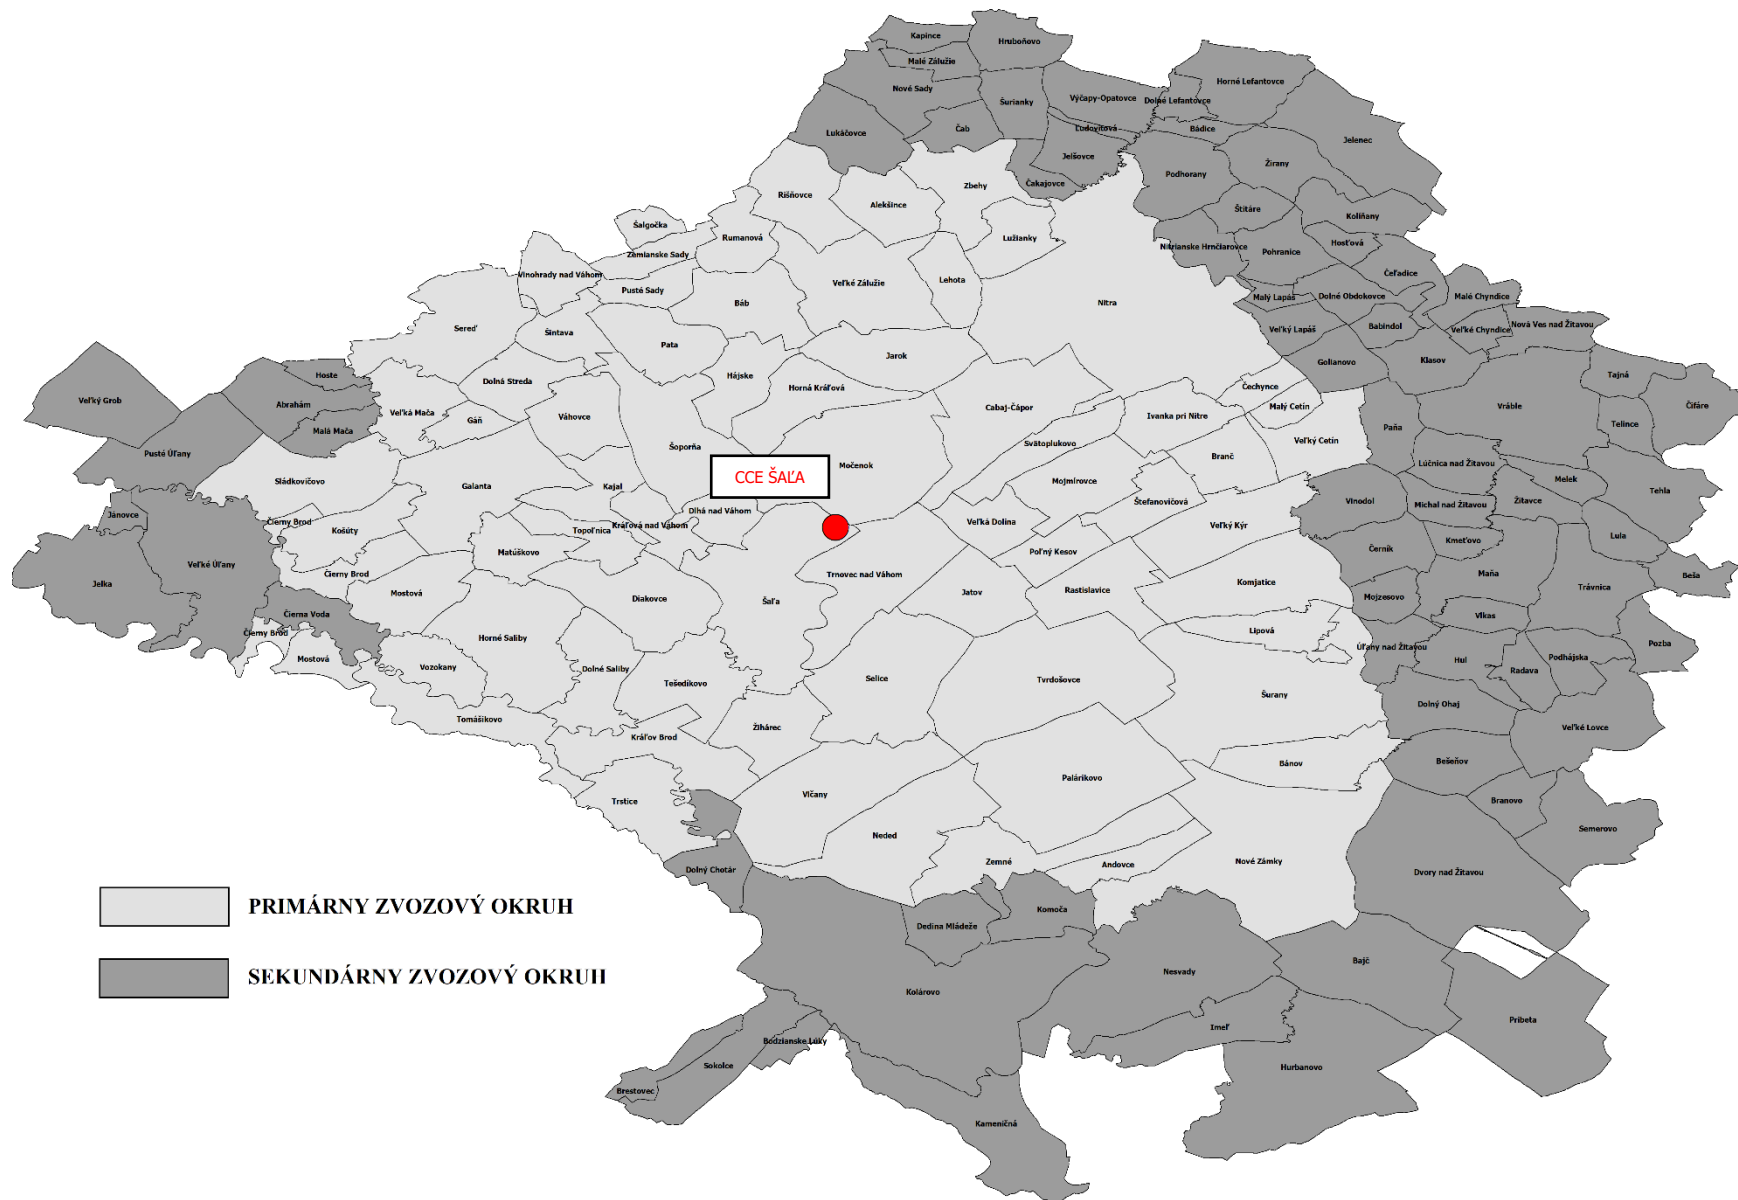 Kapince
Hruboňovo
Malé Zálužie
Horné Lefantovce
Nové Sady
Šurianky
Výčapy-Opatovce
Dolné Lefantovce
Lukáčovce
Čab
Ľudovítová
Bádice
Jelenec
Jelšovce
Žirany
Podhorany
Čakajovce
Zbehy
Rišňovce
Alekšince
Štitáre
Kolíňany
Šalgočka
Rumanová
Lužianky
Nitrianske Hrnčiarovce
Hosťová
Zemianske Sady
Pohranice
Vinohrady nad Váhom
Čeľadice
Pusté Sady
Veľké Zálužie
Lehota
Báb
Nitra
Malý Lapáš
Dolné Obdokovce
Malé Chyndice
Sereď
Šintava
Veľký Lapáš
Babindol
Veľké Chyndice
Nová Ves nad Žitavou
Pata
Jarok
Golianovo
Klasov
Hoste
Hájske
Tajná
Dolná Streda
Horná Kráľová
Čechynce
Veľký Grob
Abrahám
Veľká Mača
Cabaj-Čápor
Malý Cetín
Vráble
Čifáre
Gáň
Váhovce
Ivanka pri Nitre
Telince
Malá Mača
Paňa
Pusté Úľany
Šoporňa
Svätoplukovo
Veľký Cetín
Branč
Močenok
Lúčnica nad Žitavou
CCE ŠAĽA
Sládkovičovo
Mojmírovce
Melek
Galanta
Kajal
Štefanovičová
Žitavce
Tehla
Vinodol
Michal nad Žitavou
Dlhá nad Váhom
Jánovce
Čierny Brod
Košúty
Topoľnica
Kráľová nad Váhom
Veľká Dolina
Veľký Kýr
Kmeťovo
Lula
Matúškovo
Poľný Kesov
Černík
Veľké Úľany
Čierny Brod
Trnovec nad Váhom
Komjatice
Maňa
Beša
Jelka
Mostová
Diakovce
Šaľa
Jatov
Rastislavice
Mojzesovo
Trávnica
Čierna Voda
Vlkas
Čierny Brod
Horné Saliby
Lipová
Úľany nad Žitavou
Pozba
Mostová
Vozokany
Dolné Saliby
Hul
Radava
Podhájska
Tešedíkovo
Selice
Tvrdošovce
Šurany
Dolný Ohaj
Tomášikovo
Žihárec
Veľké Lovce
Kráľov Brod
Bánov
Bešeňov
Palárikovo
Trstice
Vlčany
Branovo
Semerovo
Neded
Zemné
Andovce
Nové Zámky
Dolný Chotár
Dvory nad Žitavou
PRIMÁRNY ZVOZOVÝ OKRUH
Komoča
Dedina Mládeže
Bajč
SEKUNDÁRNY ZVOZOVÝ OKRUH
Nesvady
Kolárovo
Pribeta
Imeľ
Bodzianske Lúky
Sokolce
Hurbanovo
Brestovec
Kameničná